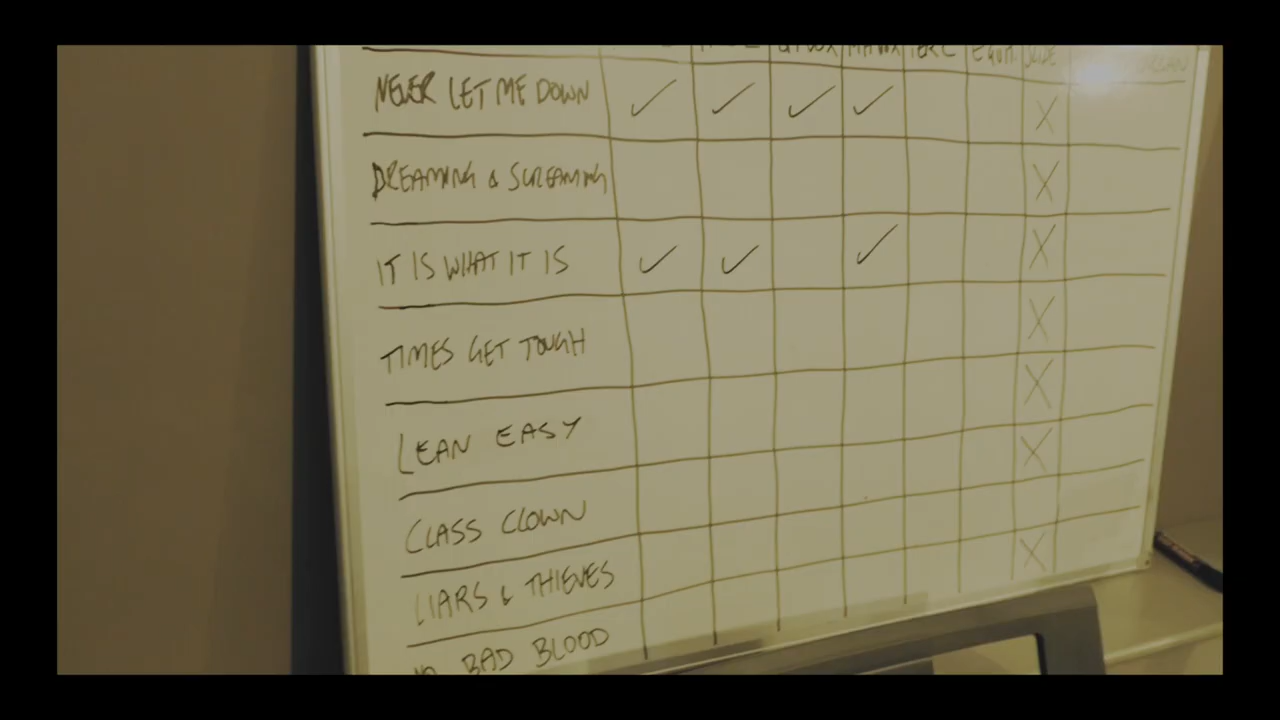 PERC
NEVER LET ME DOWN
DREAMING & SCREAMING
IT IS WHAT IT IS
TIMES GET TOUGH
LEAN EASY
CLASS CLOWN
LIARS & THIEVES
BAD BLOOD